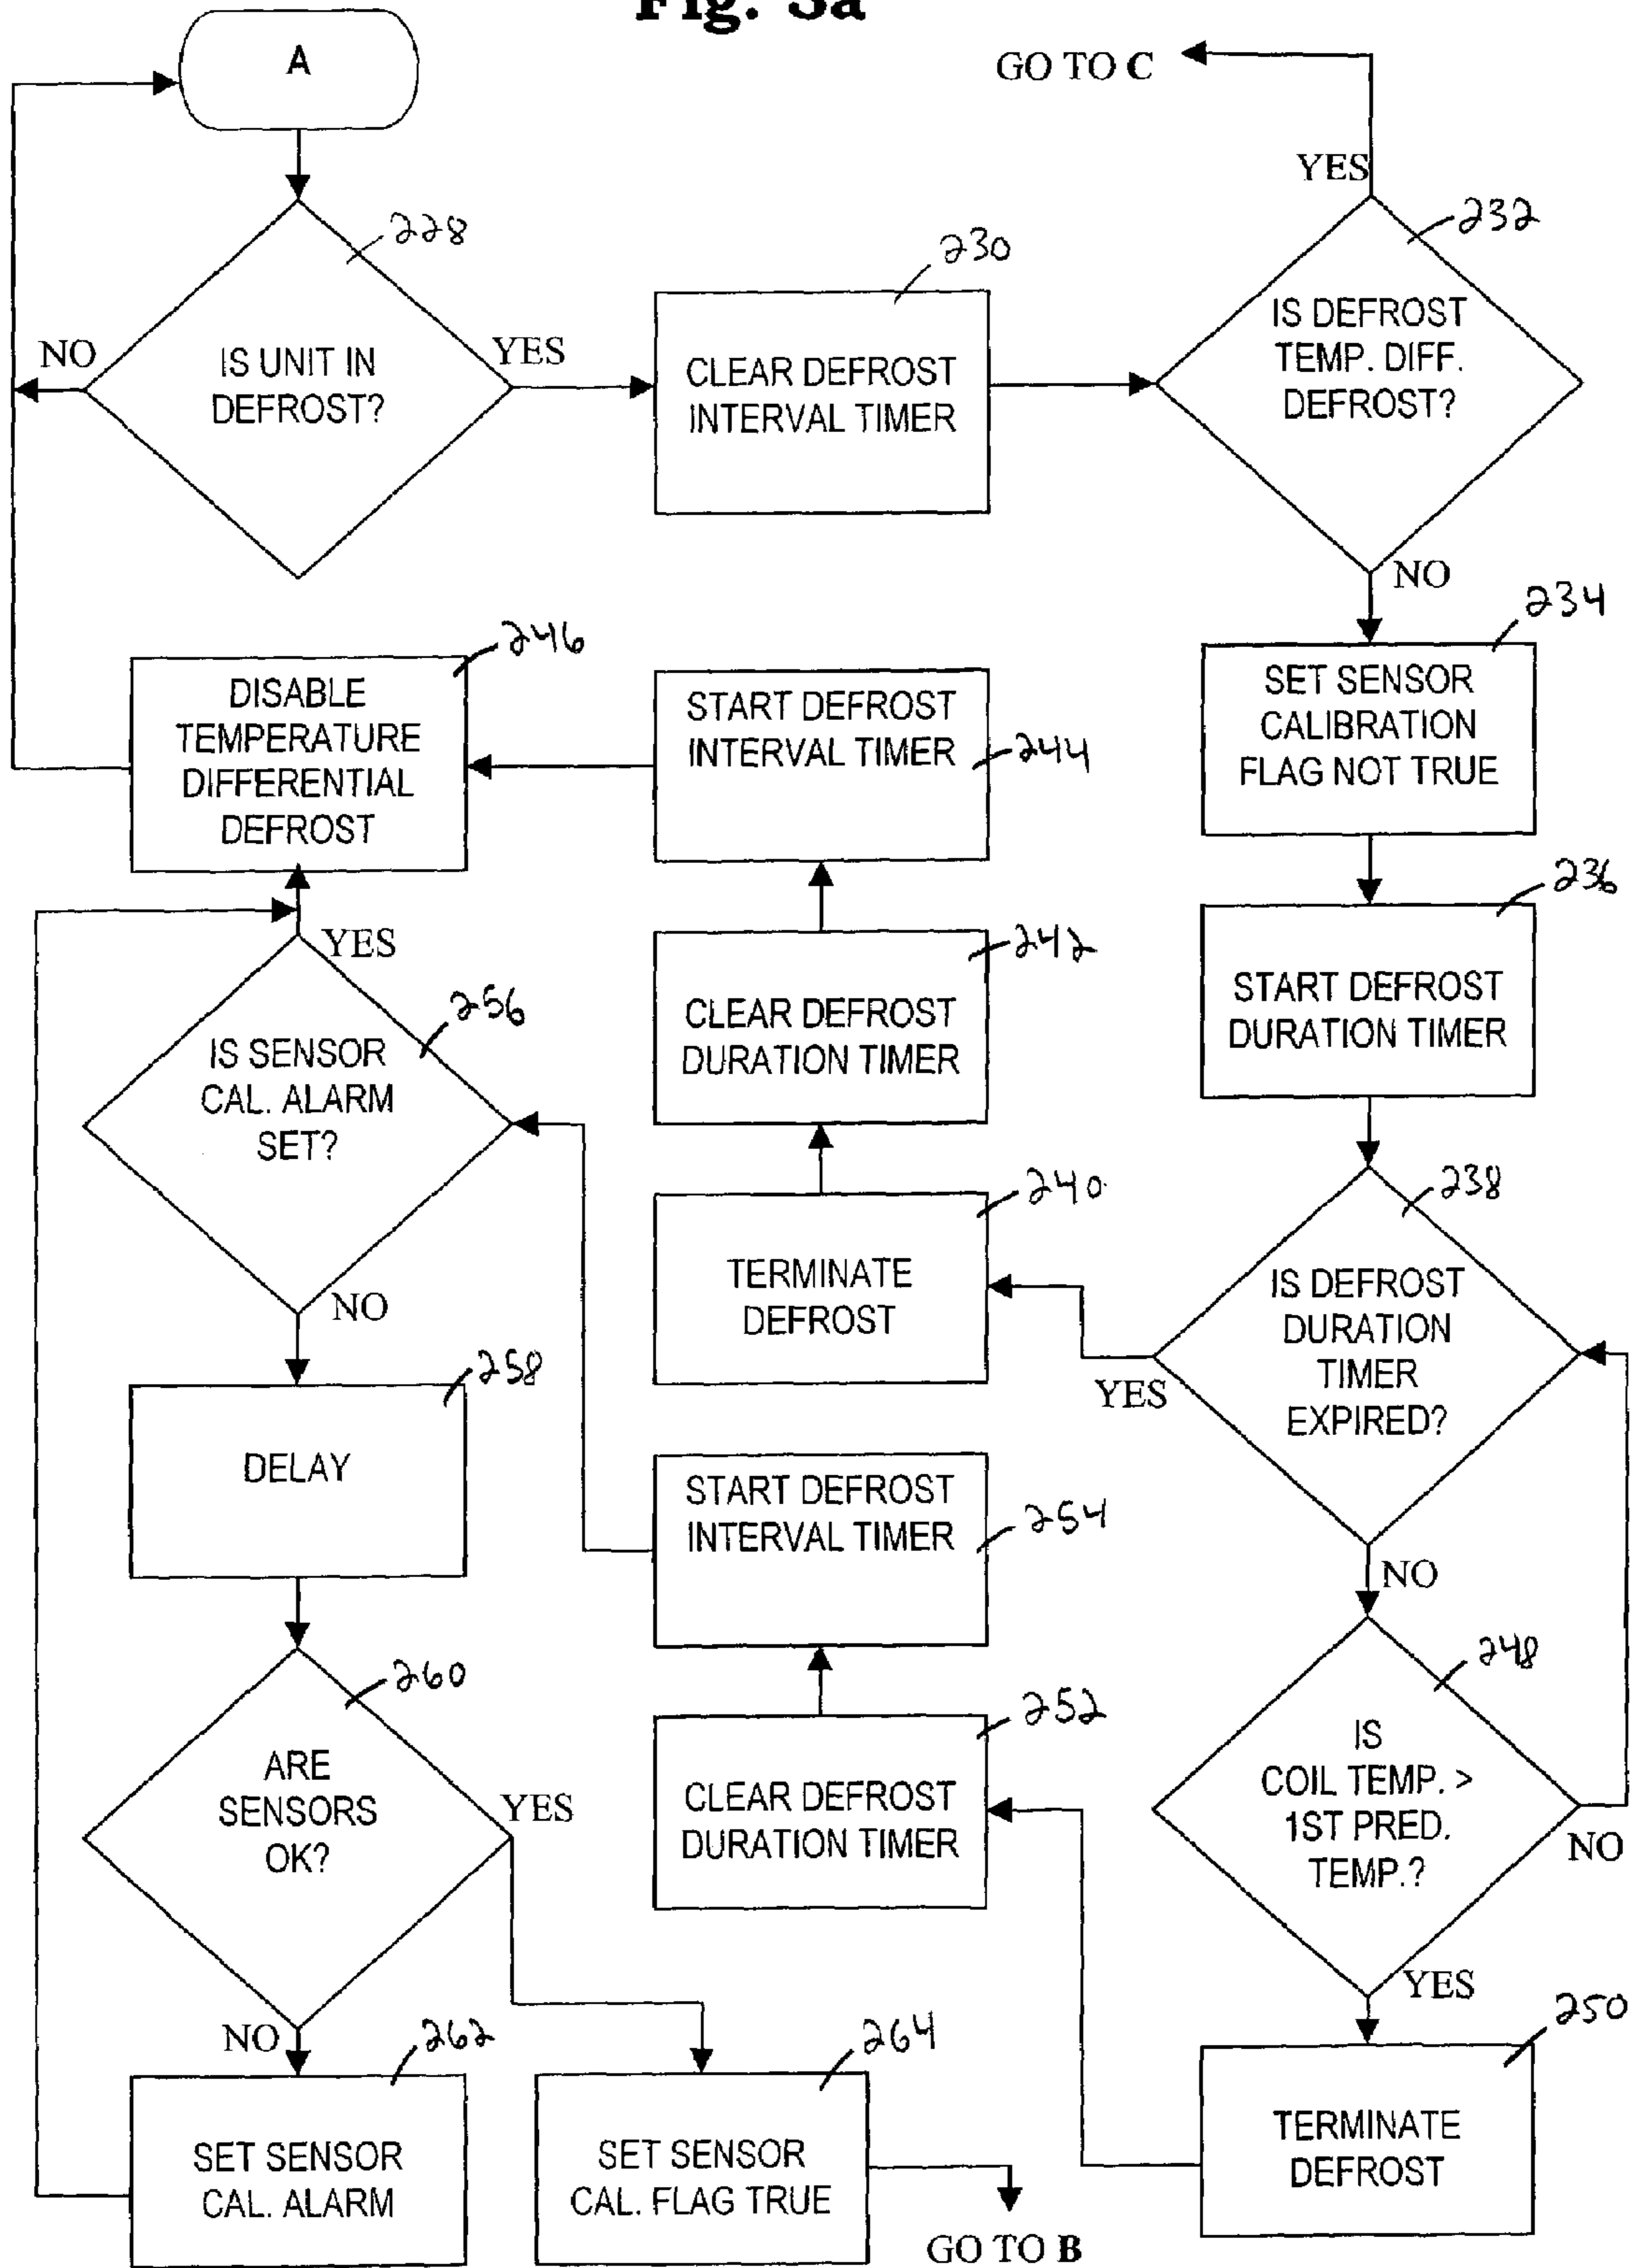 Fig. 3a
A
GO TO C
YES
228
230
232
IS UNIT IN
DEFROST?
NO
YES
CLEAR DEFROST
INTERVAL TIMER
IS DEFROST
TEMP. DIFF.
DEFROST?
NO
234
SET SENSOR
CALIBRATION
FLAG NOT TRUE
246
DISABLE
TEMPERATURE
DIFFERENTIAL
DEFROST
START DEFROST
INTERVAL TIMER
244
236
START DEFROST
DURATION TIMER
YES
256
IS SENSOR
CAL. ALARM
SET?
NO
242
CLEAR DEFROST
DURATION TIMER
240
TERMINATE
DEFROST
238
IS DEFROST
DURATION
TIMER
EXPIRED?
YES
NO
258
DELAY
START DEFROST
INTERVAL TIMER
254
248
IS
COIL TEMP. >
1ST PRED.
TEMP.?
NO
YES
260
ARE
SENSORS
OK?
YES
NO
252
CLEAR DEFROST
DURATION TIMER
250
TERMINATE
DEFROST
262
SET SENSOR
CAL. ALARM
264
SET SENSOR
CAL. FLAG TRUE
GO TO B